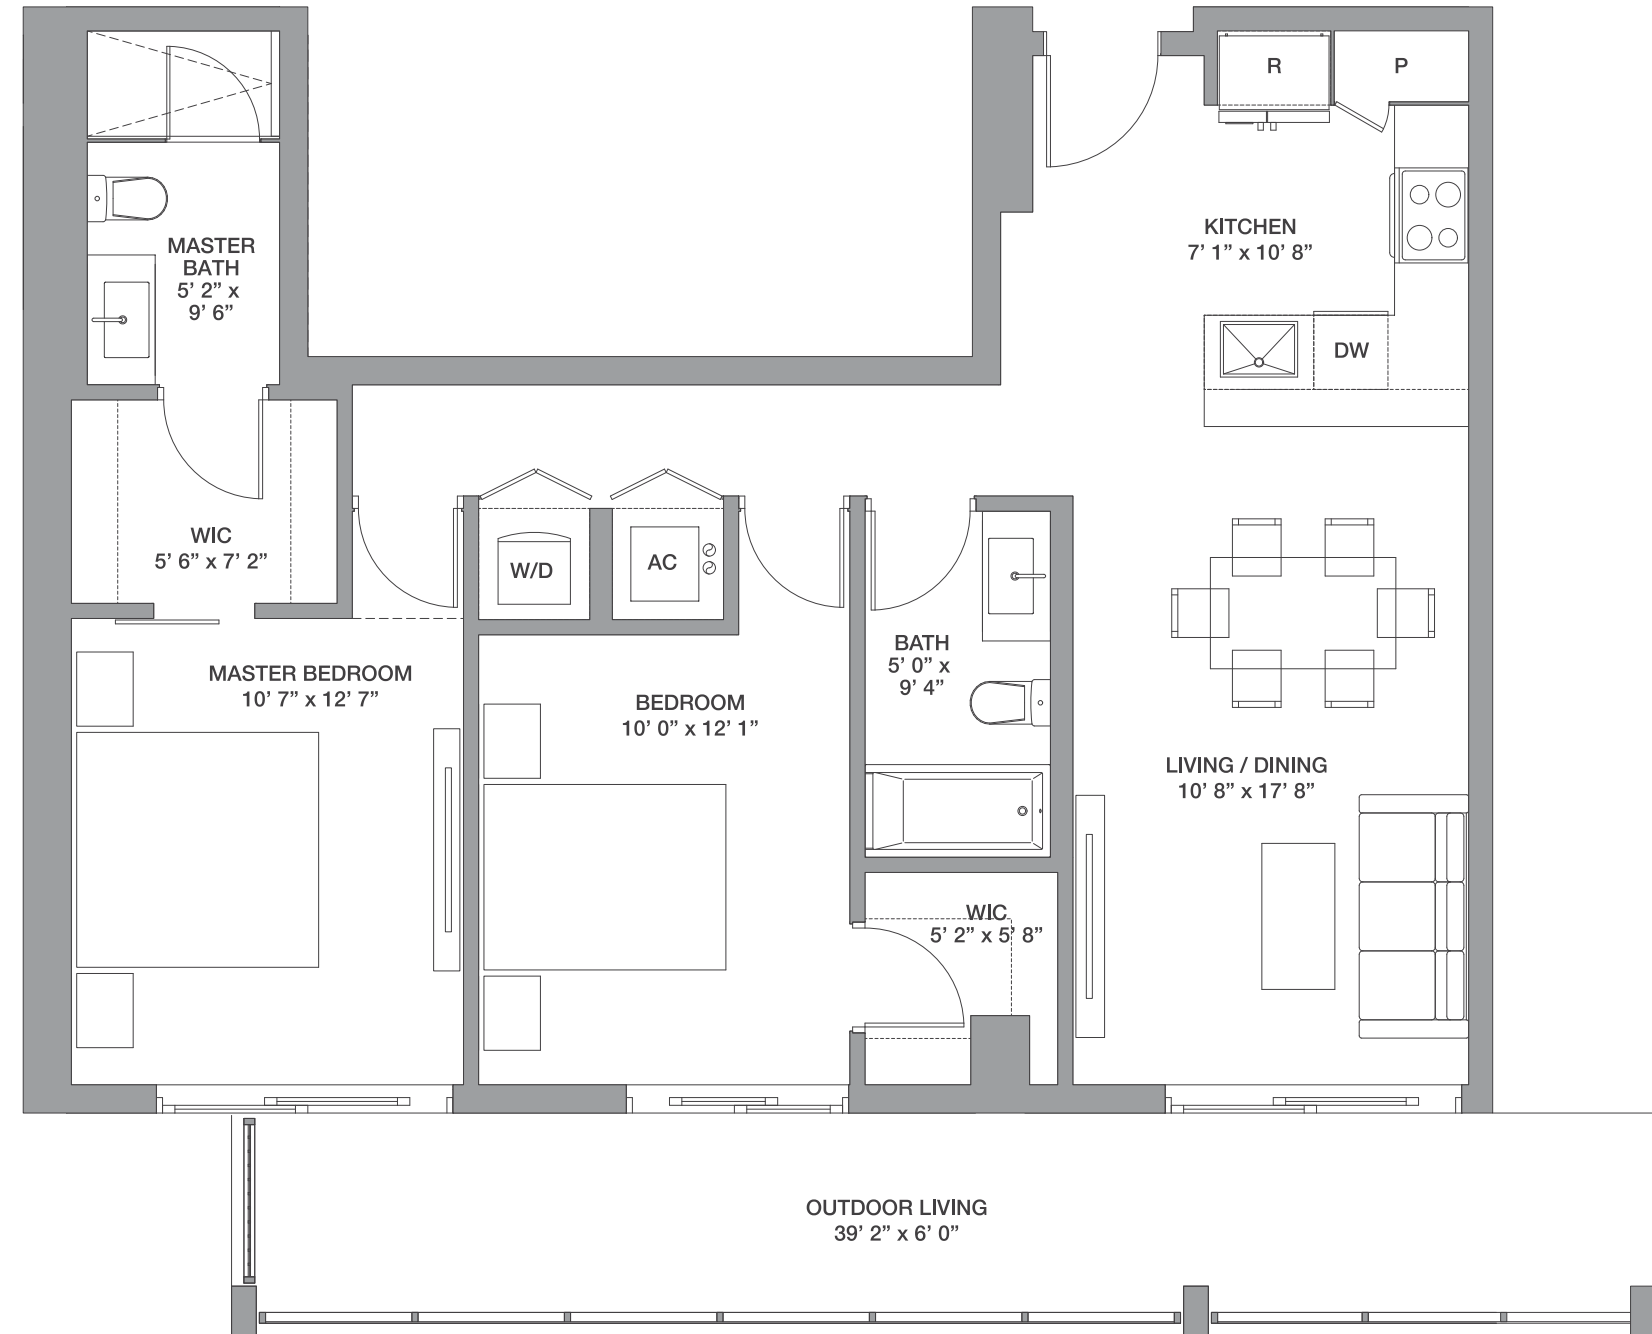 R
P
KITCHEN
7’ 1” x 10’ 8”
MASTER
BATH
5’ 2” x
9’ 6”
DW
WIC
5’ 6” x 7’ 2”
W/D
AC
BATH
5’ 0” x
9’ 4”
MASTER BEDROOM
10’ 7” x 12’ 7”
BEDROOM
10’ 0” x 12’ 1”
LIVING / DINING
10’ 8” x 17’ 8”
WIC
5’ 2” x 5’ 8”
OUTDOOR LIVING
39’ 2” x 6’ 0”